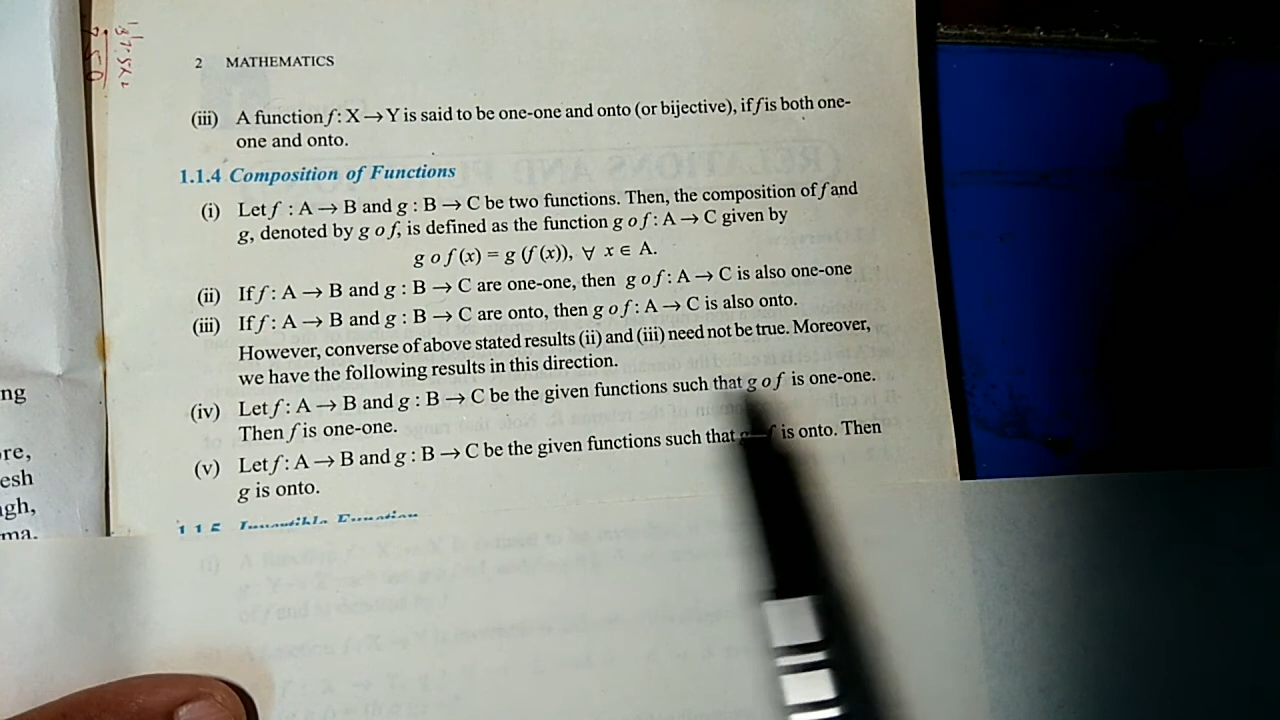 2 MATHEMATICS
(iii) A function f : X → Y is said to be one-one and onto (or bijective), if f is both one-
one and onto.
1.1.4 Composition of Functions
(i) Let f : A → B and g : B → C be two functions. Then, the composition of f and
g, denoted by g o f, is defined as the function g o f : A → C given by
g o f (x) = g (f (x)), ∀ x ∈ A.
(ii) If f : A → B and g : B → C are one-one, then g o f : A → C is also one-one
(iii) If f : A → B and g : B → C are onto, then g o f : A → C is also onto.
However, converse of above stated results (ii) and (iii) need not be true. Moreover,
we have the following results in this direction.
(iv) Let f : A → B and g : B → C be the given functions such that g o f is one-one.
Then f is one-one.
(v) Let f : A → B and g : B → C be the given functions such that f is onto. Then
g is onto.
ng
re,
esh
gh,
ma.